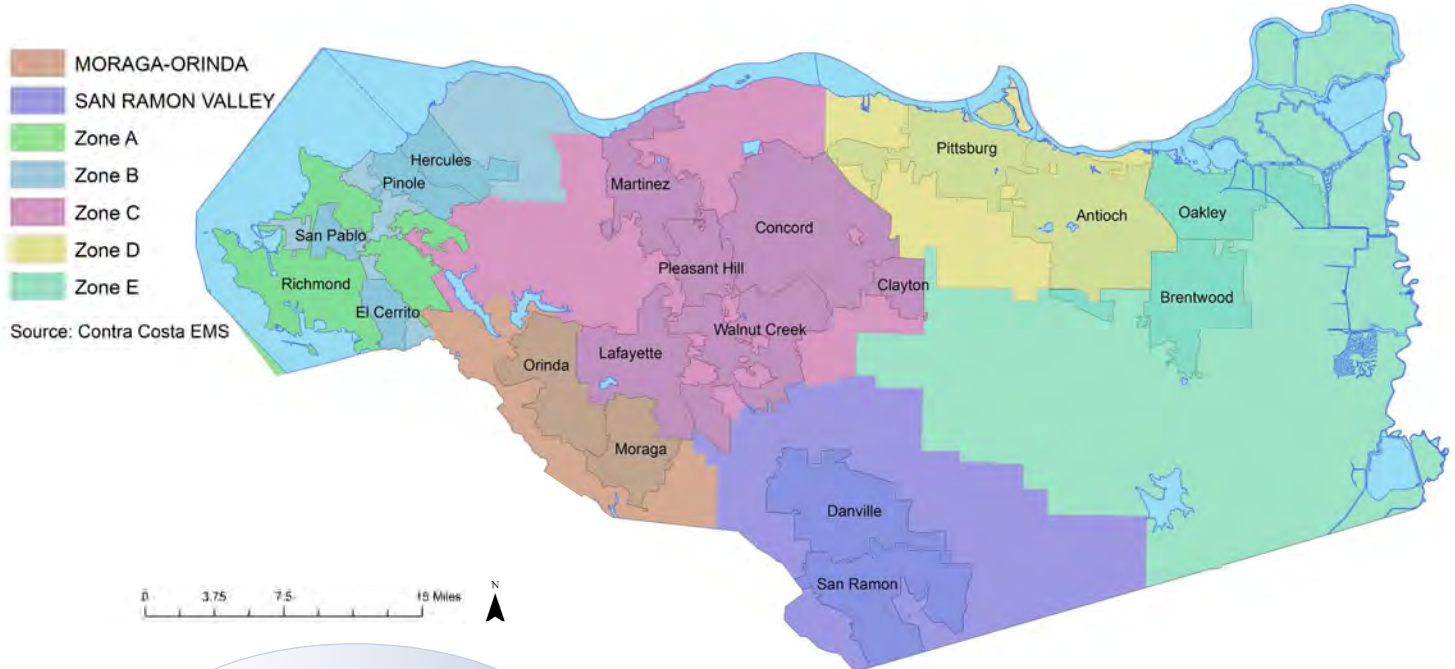 MORAGA-ORINDA
SAN RAMON VALLEY
Zone A
Zone B
Zone C
Zone D
Zone E
Source: Contra Costa EMS
Hercules
Pinole
San Pablo
Richmond
El Cerrito
Martinez
Concord
Pleasant Hill
Clayton
Walnut Creek
Lafayette
Orinda
Moraga
Pittsburg
Antioch
Oakley
Brentwood
Danville
San Ramon
0 3.75 7.5 15 Miles
N